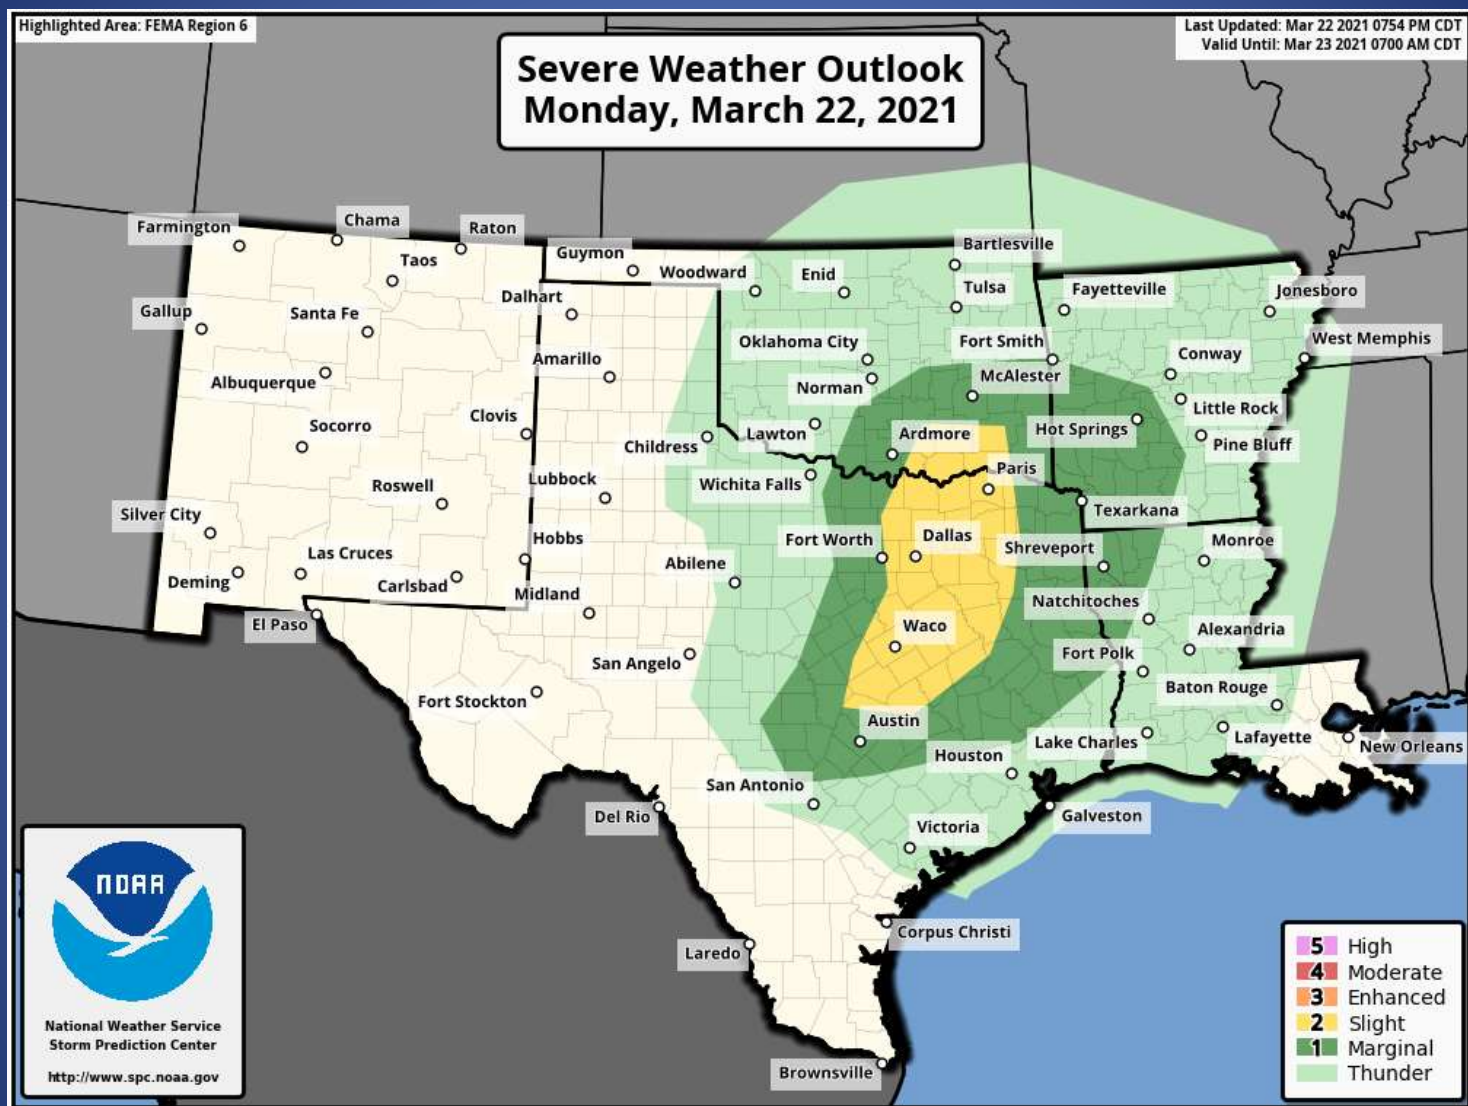 Highlighted Area: FEMA Region 6
Last Updated: Mar 22 2021 0754 PM CDT
Valid Until: Mar 23 2021 0700 AM CDT
Severe Weather Outlook
Monday, March 22, 2021
Farmington
Chama
Raton
Taos
Guymon
Woodward
Enid
Bartlesville
Tulsa
Fayetteville
Jonesboro
Gallup
Santa Fe
Dalhart
Oklahoma City
Fort Smith
West Memphis
Albuquerque
Amarillo
Norman
McAlester
Conway
Little Rock
Socorro
Clovis
Childress
Lawton
Ardmore
Hot Springs
Pine Bluff
Roswell
Lubbock
Wichita Falls
Paris
Texarkana
Silver City
Las Cruces
Hobbs
Fort Worth
Dallas
Shreveport
Monroe
Deming
Carlsbad
Midland
Abilene
Natchitoches
El Paso
San Angelo
Waco
Fort Polk
Alexandria
Fort Stockton
Austin
Baton Rouge
Houston
Lake Charles
Lafayette
New Orleans
San Antonio
Del Rio
Victoria
Galveston
Laredo
Corpus Christi
Brownsville
NOAA
National Weather Service
Storm Prediction Center
http://www.spc.noaa.gov
5 High
4 Moderate
3 Enhanced
2 Slight
1 Marginal
Thunder